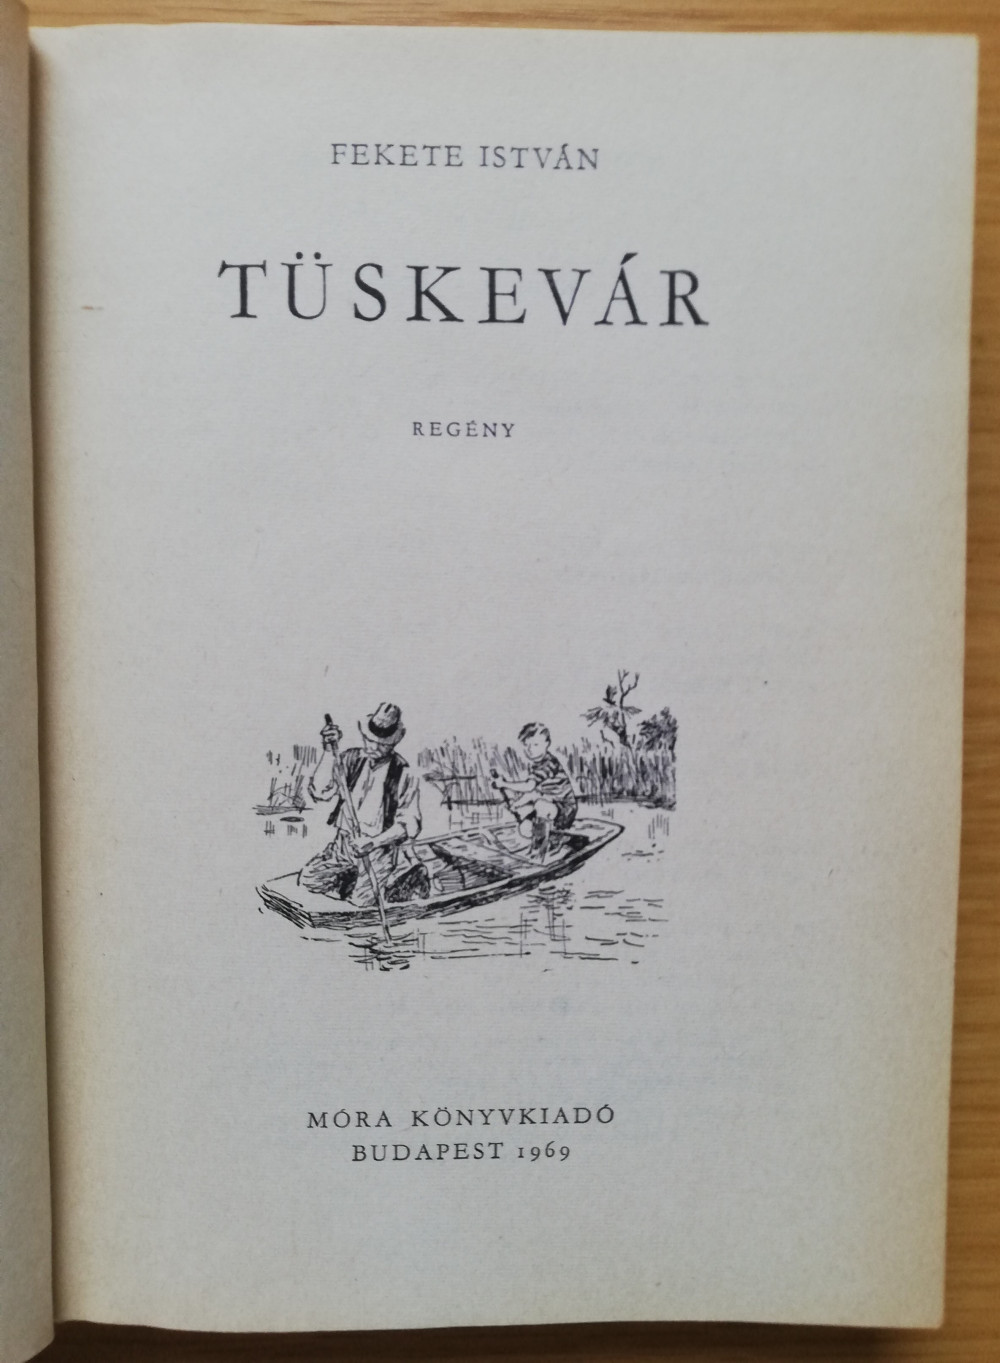 FEKETE ISTVÁN
TÜSKEVÁR
REGÉNY
MÓRA KÖNYVKIADÓ
BUDAPEST 1969